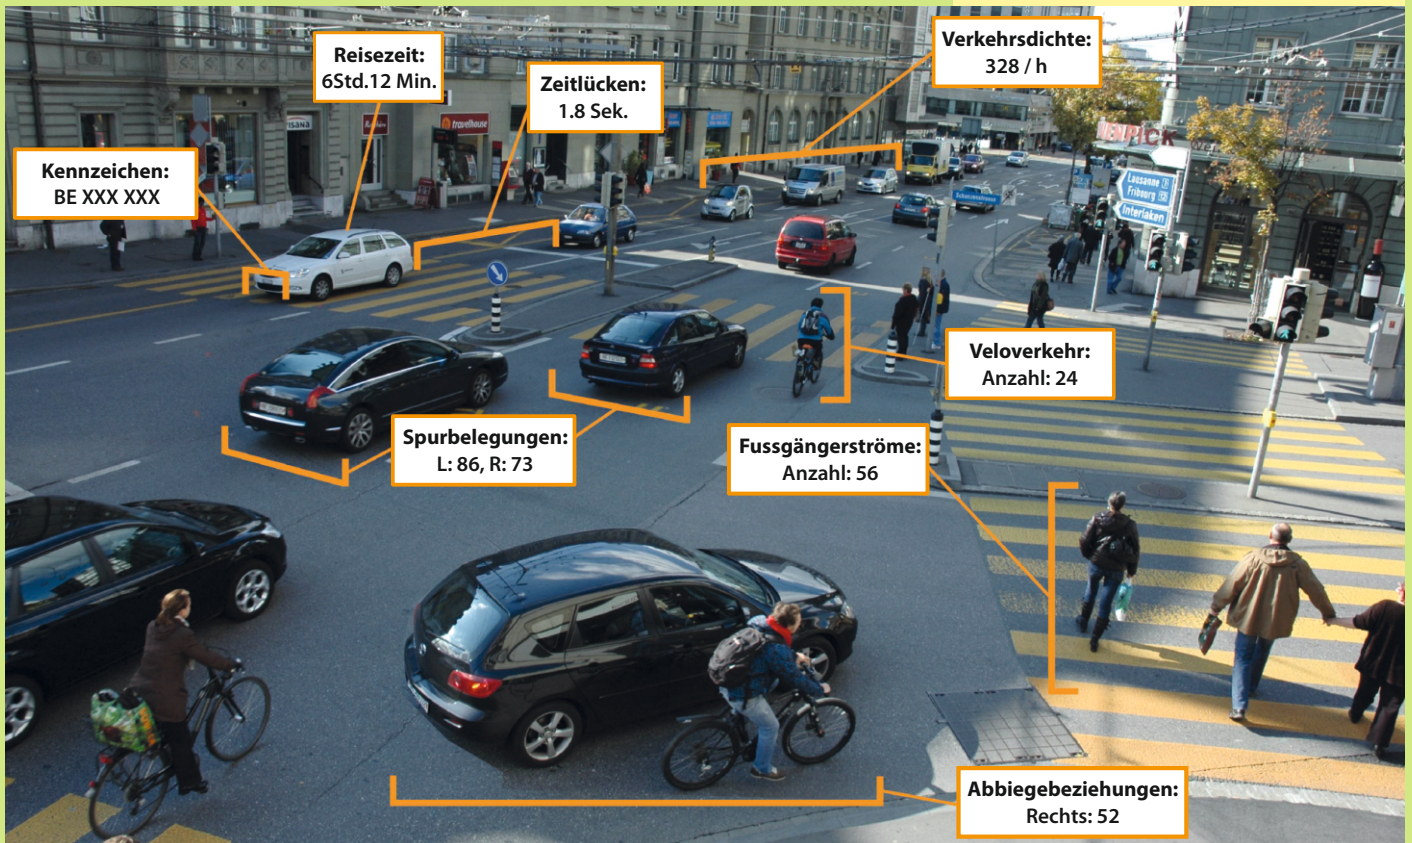 Reisezeit:
6Std.12 Min.
Verkehrsdichte:
328 / h
Zeitlücken:
1.8 Sek.
Kennzeichen:
BE XXX XXX
travelhouse
Lausanne
Fribourg
Interlaken
Veloverkehr:
Anzahl: 24
Spurbelegungen:
L: 86, R: 73
Fussgängerströme:
Anzahl: 56
Abbiegebeziehungen:
Rechts: 52